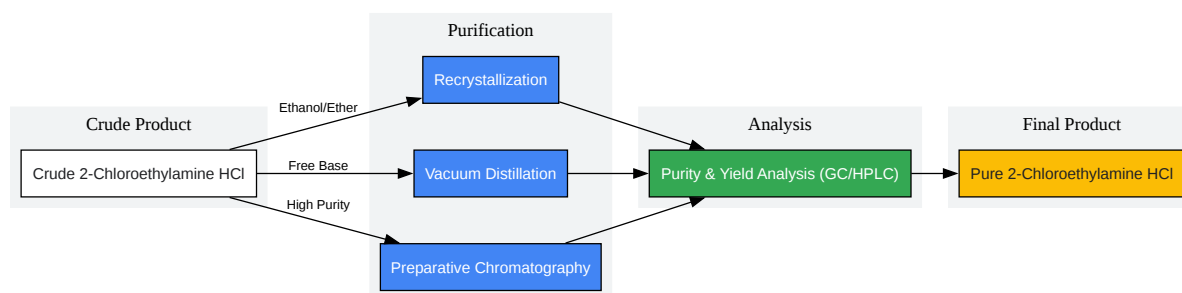 Purification
Recrystallization
Ethanol/Ether
Crude Product
Analysis
Final Product
Crude 2-Chloroethylamine HCl
Free Base
Vacuum Distillation
Purity & Yield Analysis (GC/HPLC)
Pure 2-Chloroethylamine HCl
High Purity
Preparative Chromatography